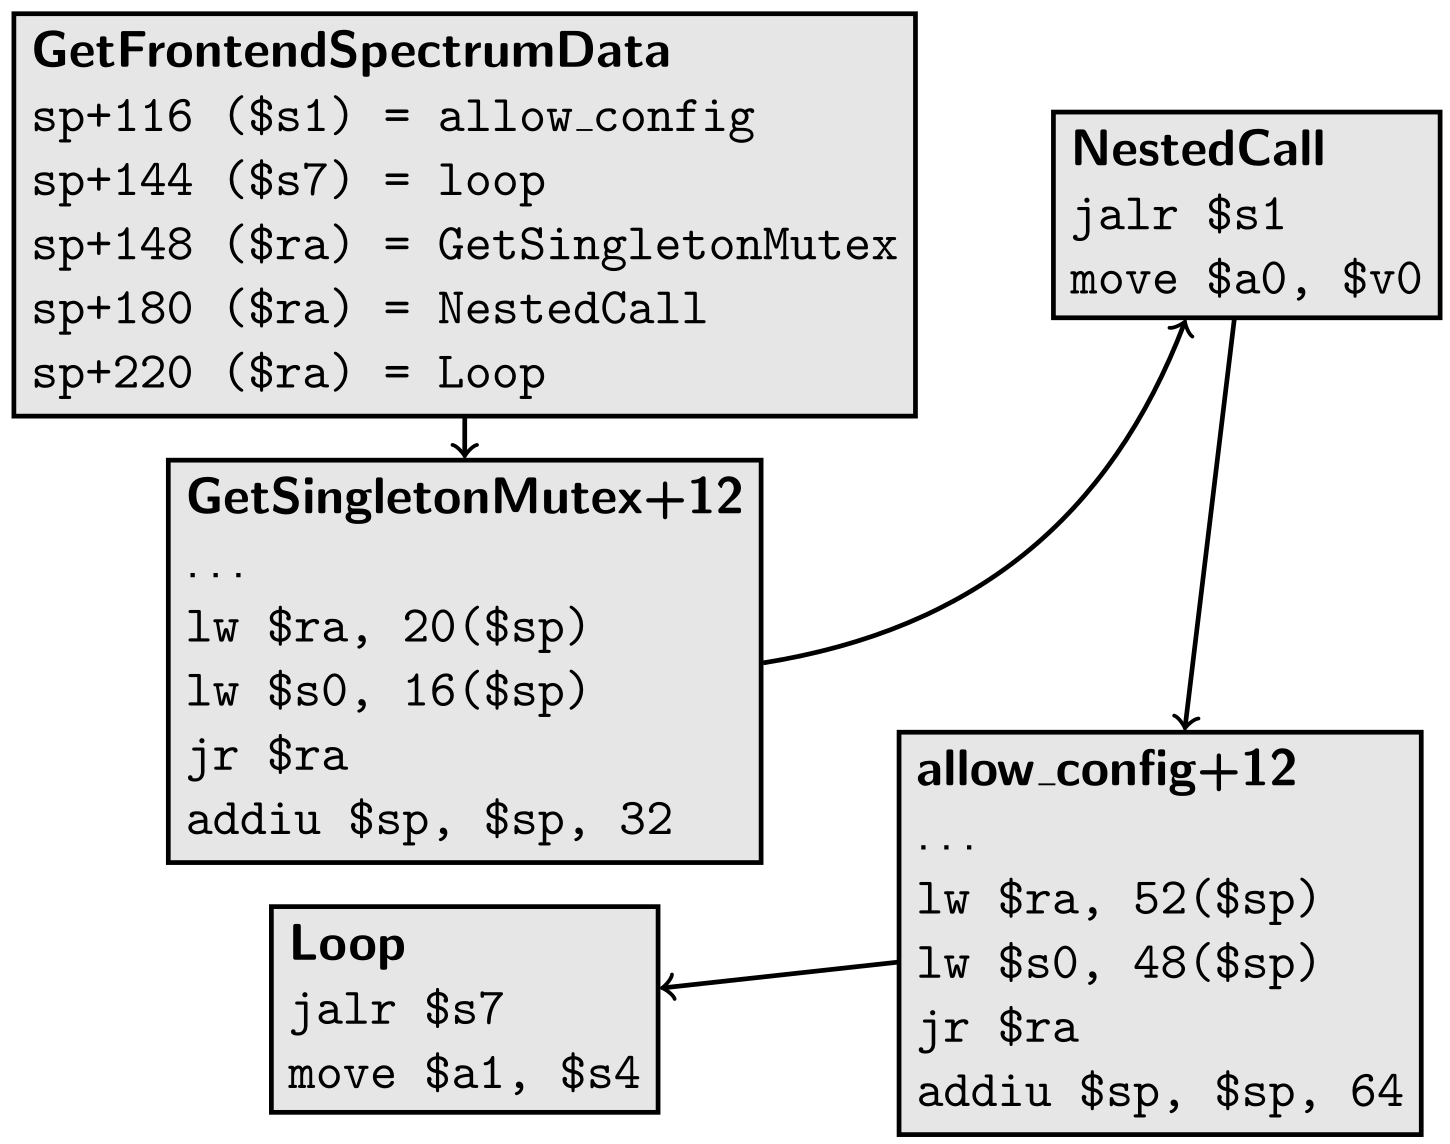 GetFrontendSpectrumData
sp+116 ($s1) = allow_config
sp+144 ($s7) = loop
sp+148 ($ra) = GetSingletonMutex
sp+180 ($ra) = NestedCall
sp+220 ($ra) = Loop
NestedCall
jalr $s1
move $a0, $v0
GetSingletonMutex+12
...
lw $ra, 20($sp)
lw $s0, 16($sp)
jr $ra
addiu $sp, $sp, 32
allow_config+12
...
lw $ra, 52($sp)
lw $s0, 48($sp)
jr $ra
addiu $sp, $sp, 64
Loop
jalr $s7
move $a1, $s4